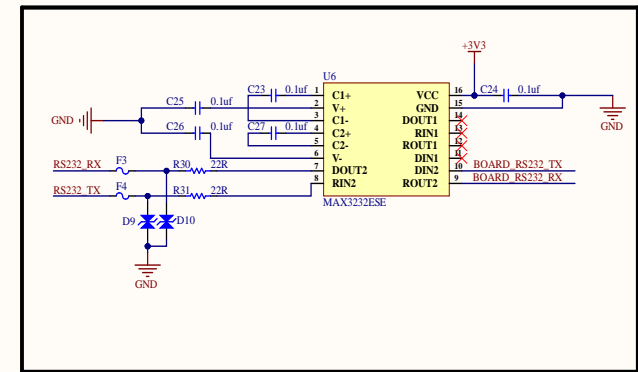 +3V3
U6
C23 0.1uf
1 C1+ VCC 16
C24 0.1uf
C25 0.1uf
2 V+ GND 15
3 C1- DOUT1 14
GND
GND
C26 0.1uf
C27 0.1uf
4 C2+ RIN1 13
5 C2- ROUT1 12
6 V- DIN1 11
RS232_RX F3 R30 22R
7 DOUT2 DIN2 10
BOARD_RS232_TX
RS232_TX F4 R31 22R
8 RIN2 ROUT2 9
BOARD_RS232_RX
MAX3232ESE
D9 D10
GND